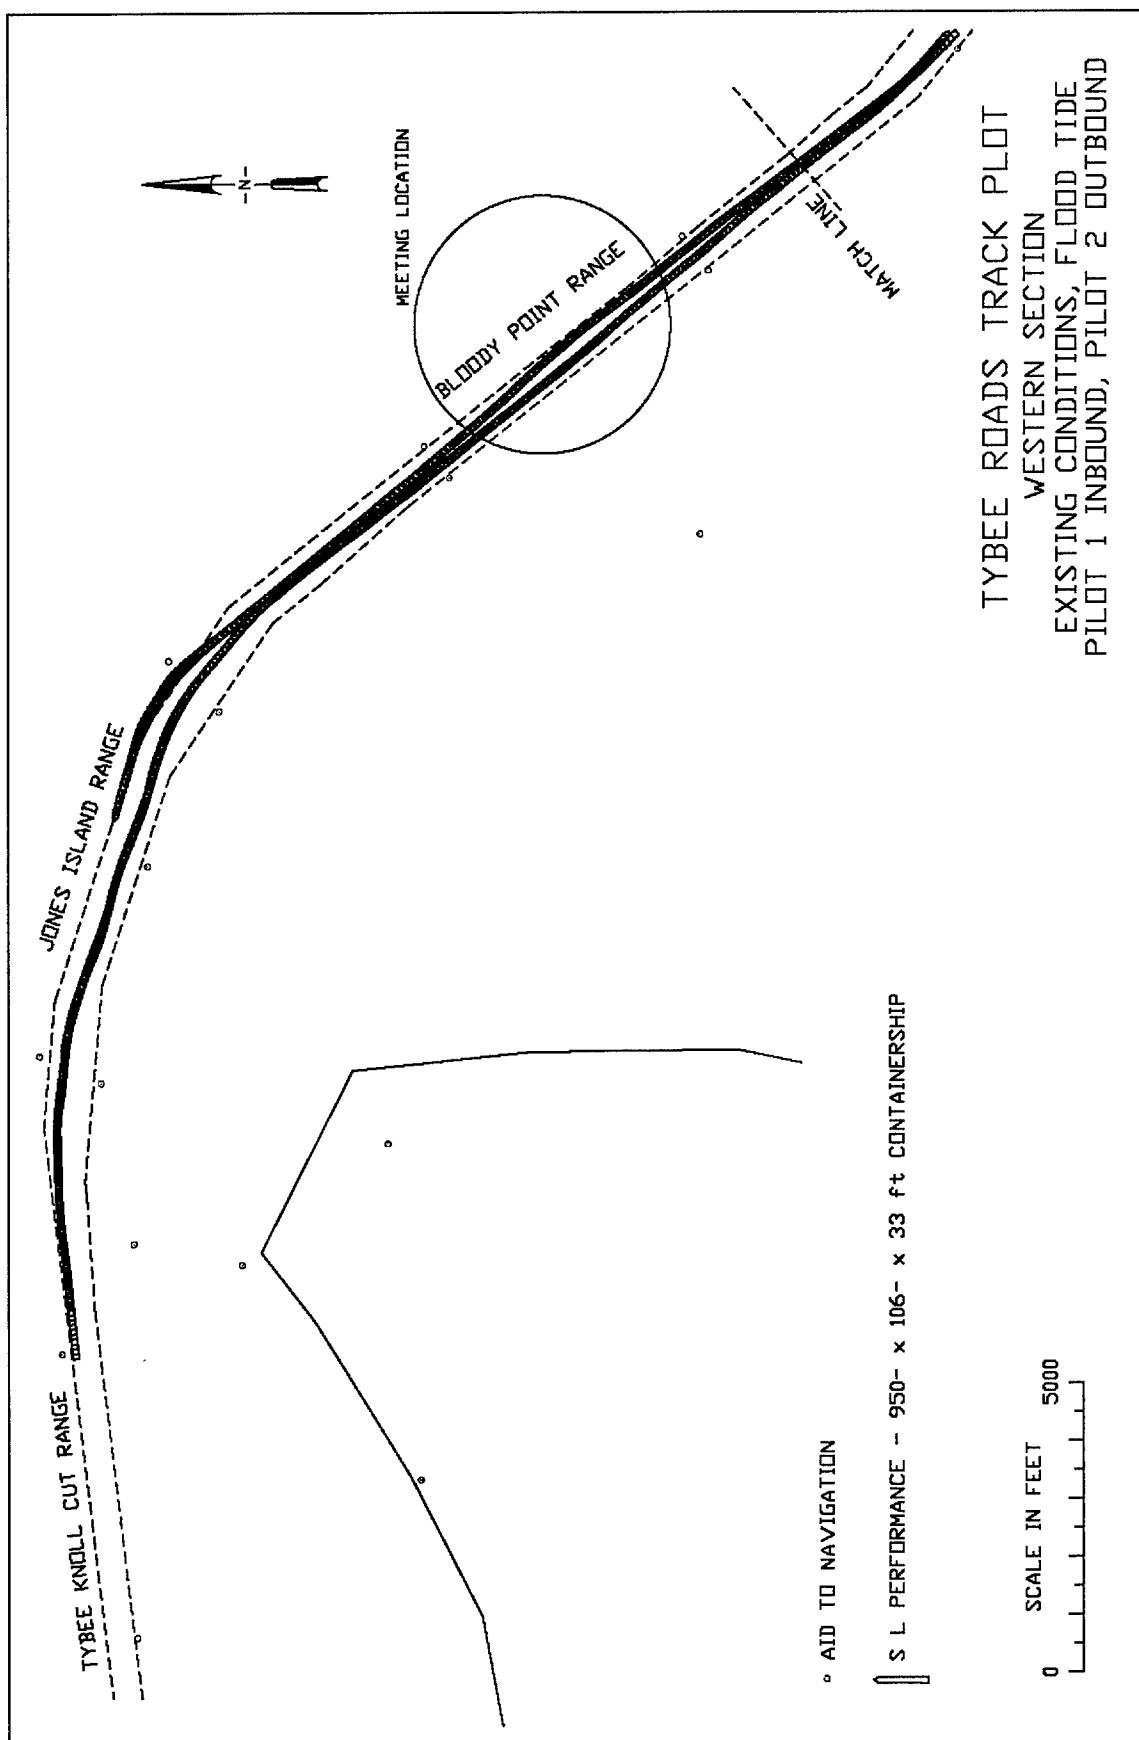 TYBEE KNOLL CUT RANGE
JONES ISLAND RANGE
BLOODY POINT RANGE
MEETING LOCATION
-N-
MATCH LINE
AID TO NAVIGATION
S L PERFORMANCE - 950- x 106- x 33 ft CONTAINERSHIP
SCALE IN FEET
0 5000
TYBEE ROADS TRACK PLOT
WESTERN SECTION
EXISTING CONDITIONS, FLOOD TIDE
PILOT 1 INBOUND, PILOT 2 OUTBOUND